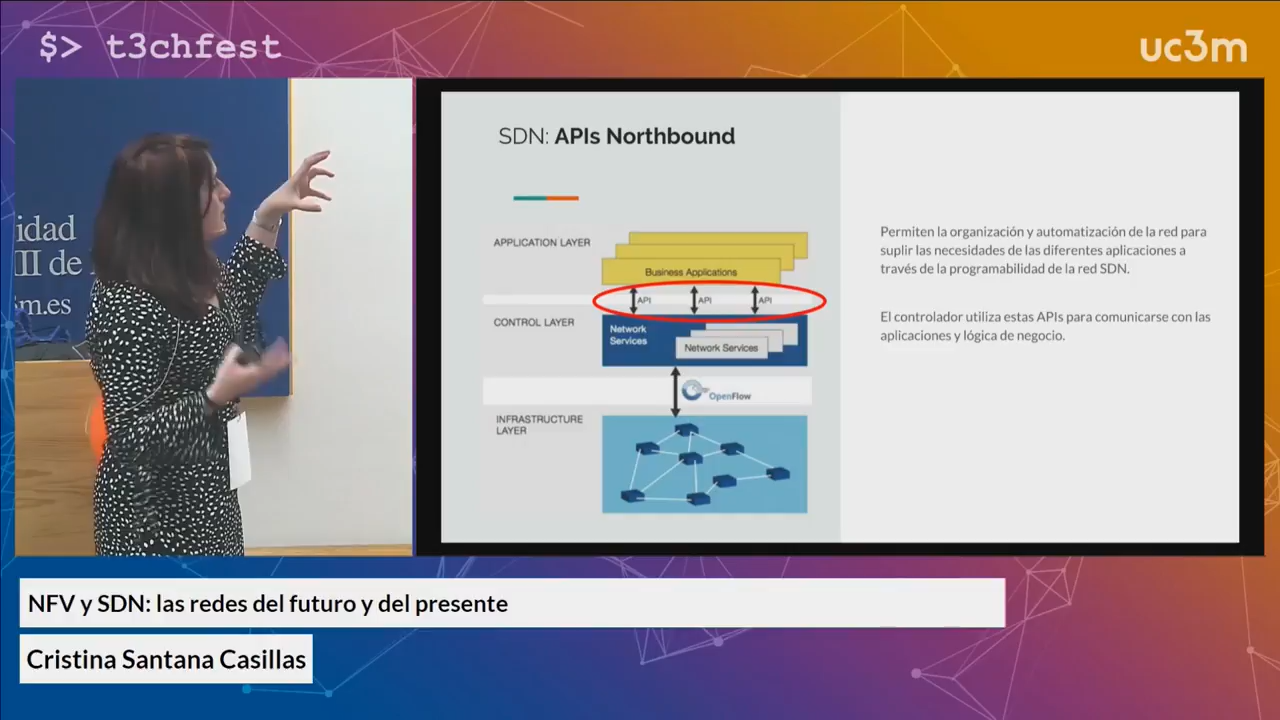 $> t3chfest
uc3m
idad
III de
m.es
SDN: APIs Northbound
APPLICATION LAYER
Business Applications
API API API
CONTROL LAYER
Network
Services
Network Services
OpenFlow
INFRASTRUCTURE
LAYER
Permiten la organización y automatización de la red para
suplir las necesidades de las diferentes aplicaciones a
través de la programabilidad de la red SDN.
El controlador utiliza estas APIs para comunicarse con las
aplicaciones y lógica de negocio.
NFV y SDN: las redes del futuro y del presente
Cristina Santana Casillas